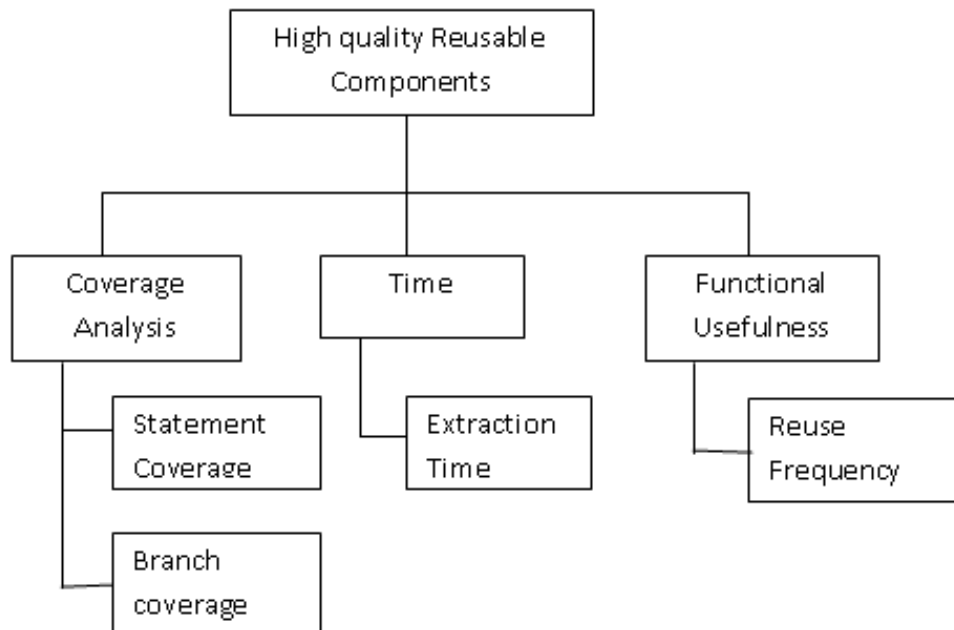 High quality Reusable
Components
Coverage
Analysis
Time
Functional
Usefulness
Statement
Coverage
Extraction
Time
Reuse
Frequency
Branch
coverage